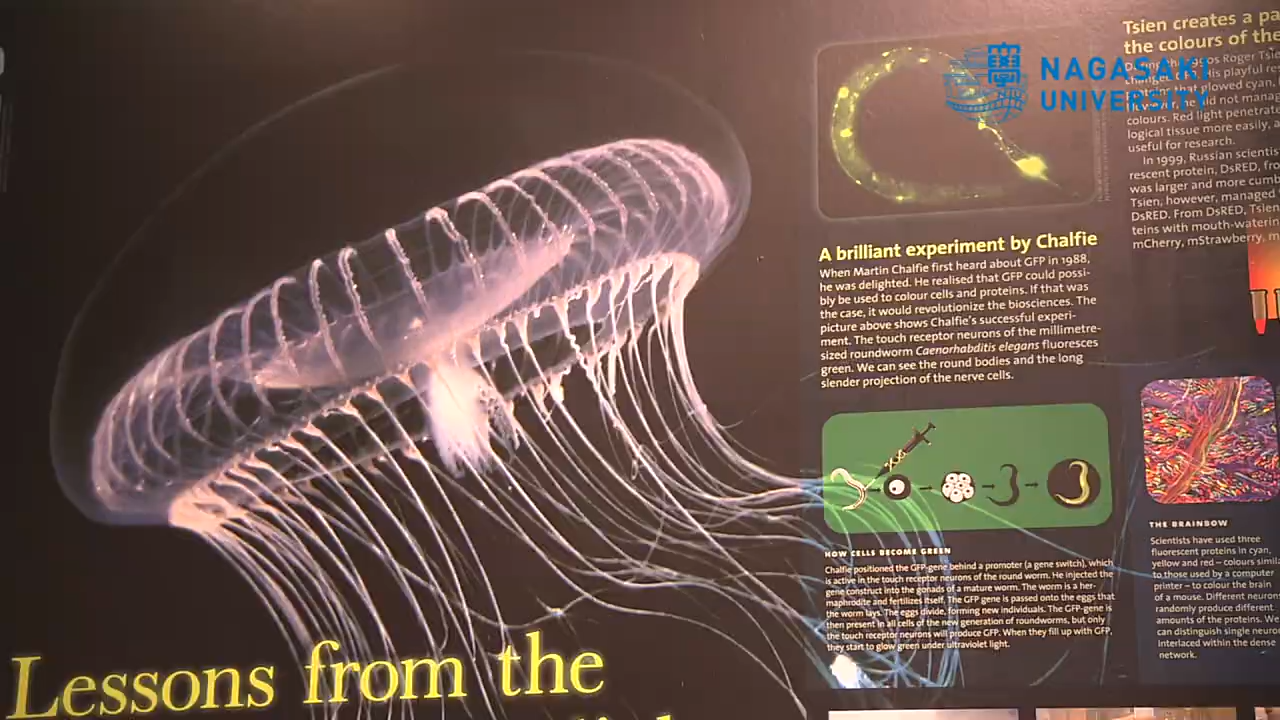 NAGASAKI
UNIVERSITY
Lessons from the
A brilliant experiment by Chalfie
When Martin Chalfie first heard about GFP in 1988,
he was delighted. He realised that GFP could possi-
bly be used to colour cells and proteins. If that was
the case, it would revolutionize the biosciences. The
picture above shows Chalfie's successful experi-
ment. The touch receptor neurons of the millimetre-
sized roundworm Caenorhabditis elegans fluoresces
green. We can see the round bodies and the long
slender projection of the nerve cells.
HOW CELLS BECOME GREEN
Chalfie positioned the GFP-gene behind a promoter (a gene switch), which
is active in the touch receptor neurons of the round worm. He injected the
gene construct into the gonads of a mature worm. The worm is a her-
maphrodite and fertilizes itself. The GFP gene is passed onto the eggs that
the worm lays. The eggs divide, forming new individuals. The GFP-gene is
then present in all cells of the new generation of roundworms, but only
the touch receptor neurons will produce GFP. When they fill up with GFP,
they start to glow green under ultraviolet light.
Tsien creates a
the colours of the
Roger
His playful
that glowed cyan,
did not
colours. Red light
logical tissue more easily,
useful for research.
In 1999, Russian
protein, DsRED,
was larger and more
Tsien, however, managed
DsRED. From DsRED, Tsien
teins with
mCherry, mStrawberry,
THE BRAINBOW
Scientists have used three
fluorescent proteins in cyan,
yellow and red – colours
to those used by a computer
printer – to colour the brain
of a mouse. Different
randomly produce different
amounts of the proteins. We
can distinguish single
interlaced within the dense
network.